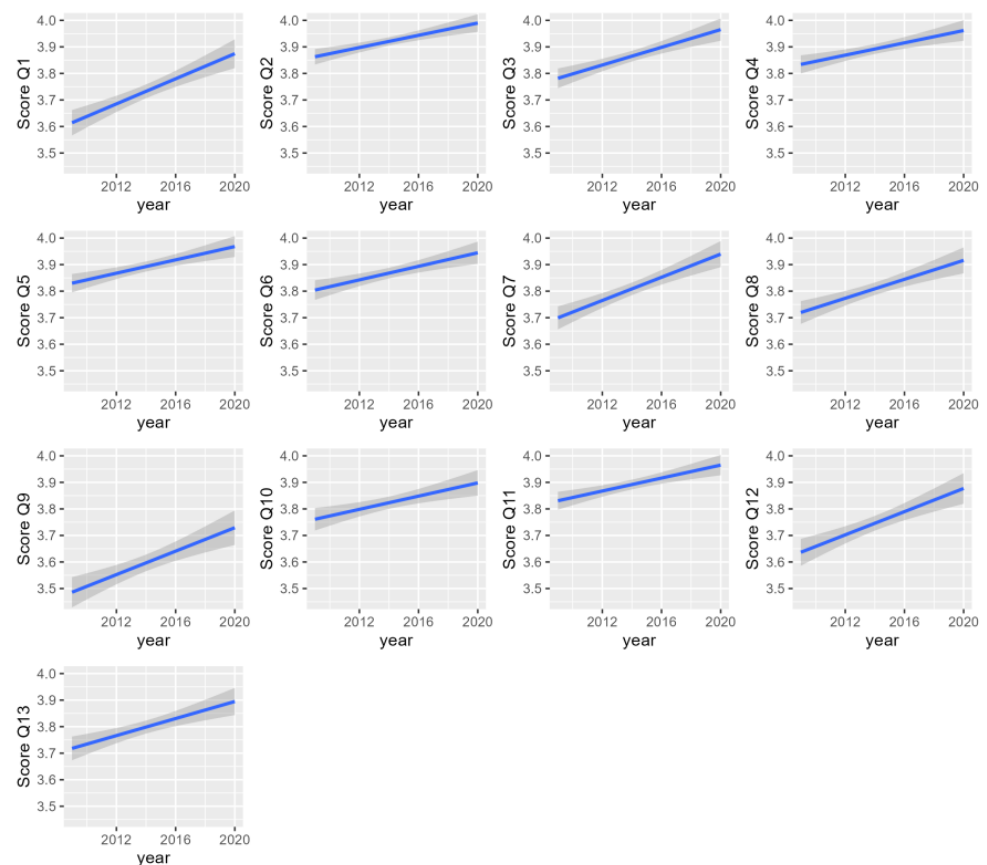 Score Q1
4.0
3.9
3.8
3.7
3.6
3.5
2012 2016 2020
year
Score Q2
4.0
3.9
3.8
3.7
3.6
3.5
2012 2016 2020
year
Score Q3
4.0
3.9
3.8
3.7
3.6
3.5
2012 2016 2020
year
Score Q4
4.0
3.9
3.8
3.7
3.6
3.5
2012 2016 2020
year
Score Q5
4.0
3.9
3.8
3.7
3.6
3.5
2012 2016 2020
year
Score Q6
4.0
3.9
3.8
3.7
3.6
3.5
2012 2016 2020
year
Score Q7
4.0
3.9
3.8
3.7
3.6
3.5
2012 2016 2020
year
Score Q8
4.0
3.9
3.8
3.7
3.6
3.5
2012 2016 2020
year
Score Q9
4.0
3.9
3.8
3.7
3.6
3.5
2012 2016 2020
year
Score Q10
4.0
3.9
3.8
3.7
3.6
3.5
2012 2016 2020
year
Score Q11
4.0
3.9
3.8
3.7
3.6
3.5
2012 2016 2020
year
Score Q12
4.0
3.9
3.8
3.7
3.6
3.5
2012 2016 2020
year
Score Q13
4.0
3.9
3.8
3.7
3.6
3.5
2012 2016 2020
year